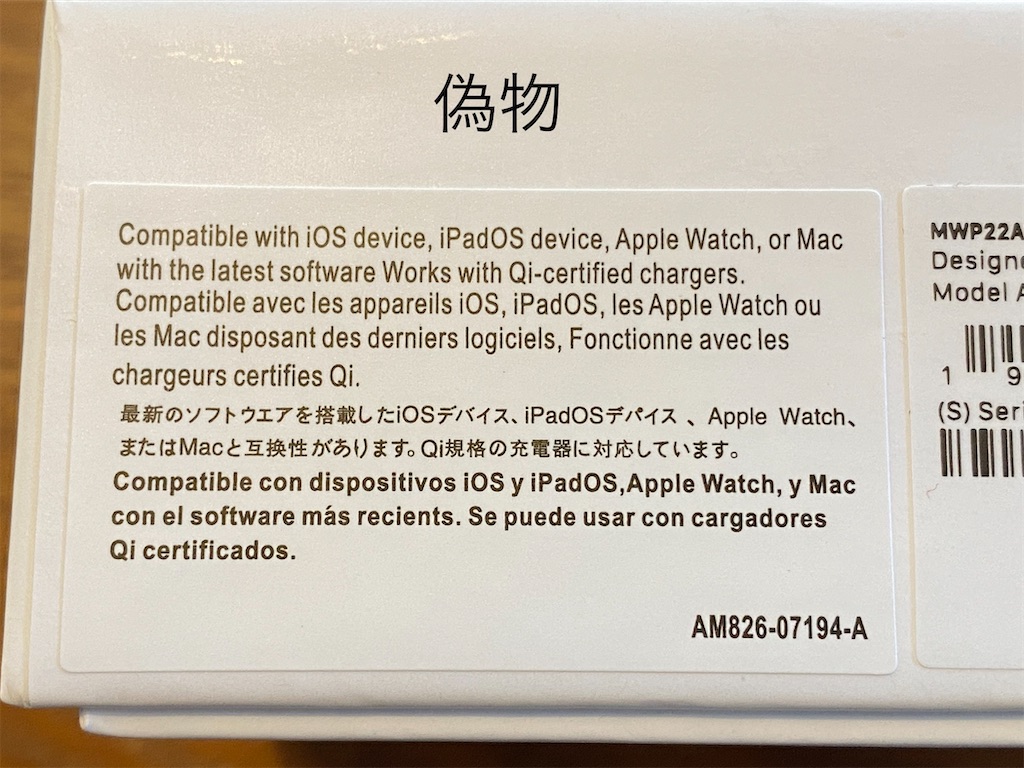 偽物
Compatible with iOS device, iPadOS device, Apple Watch, or Mac
with the latest software Works with Qi-certified chargers.
Compatible avec les appareils iOS, iPadOS, les Apple Watch ou
les Mac disposant des derniers logiciels, Fonctionne avec les
chargeurs certifies Qi.
最新のソフトウエアを搭載したiOSデバイス、iPadOSデパイス 、 Apple Watch、
またはMacと互換性があります。Qi規格の充電器に対応しています。
Compatible con dispositivos iOS y iPadOS,Apple Watch, y Mac
con el software más recients. Se puede usar con cargadores
Qi certificados.
AM826-07194-A
MWP22A
Designe
Model A
1 9
(S) Seri